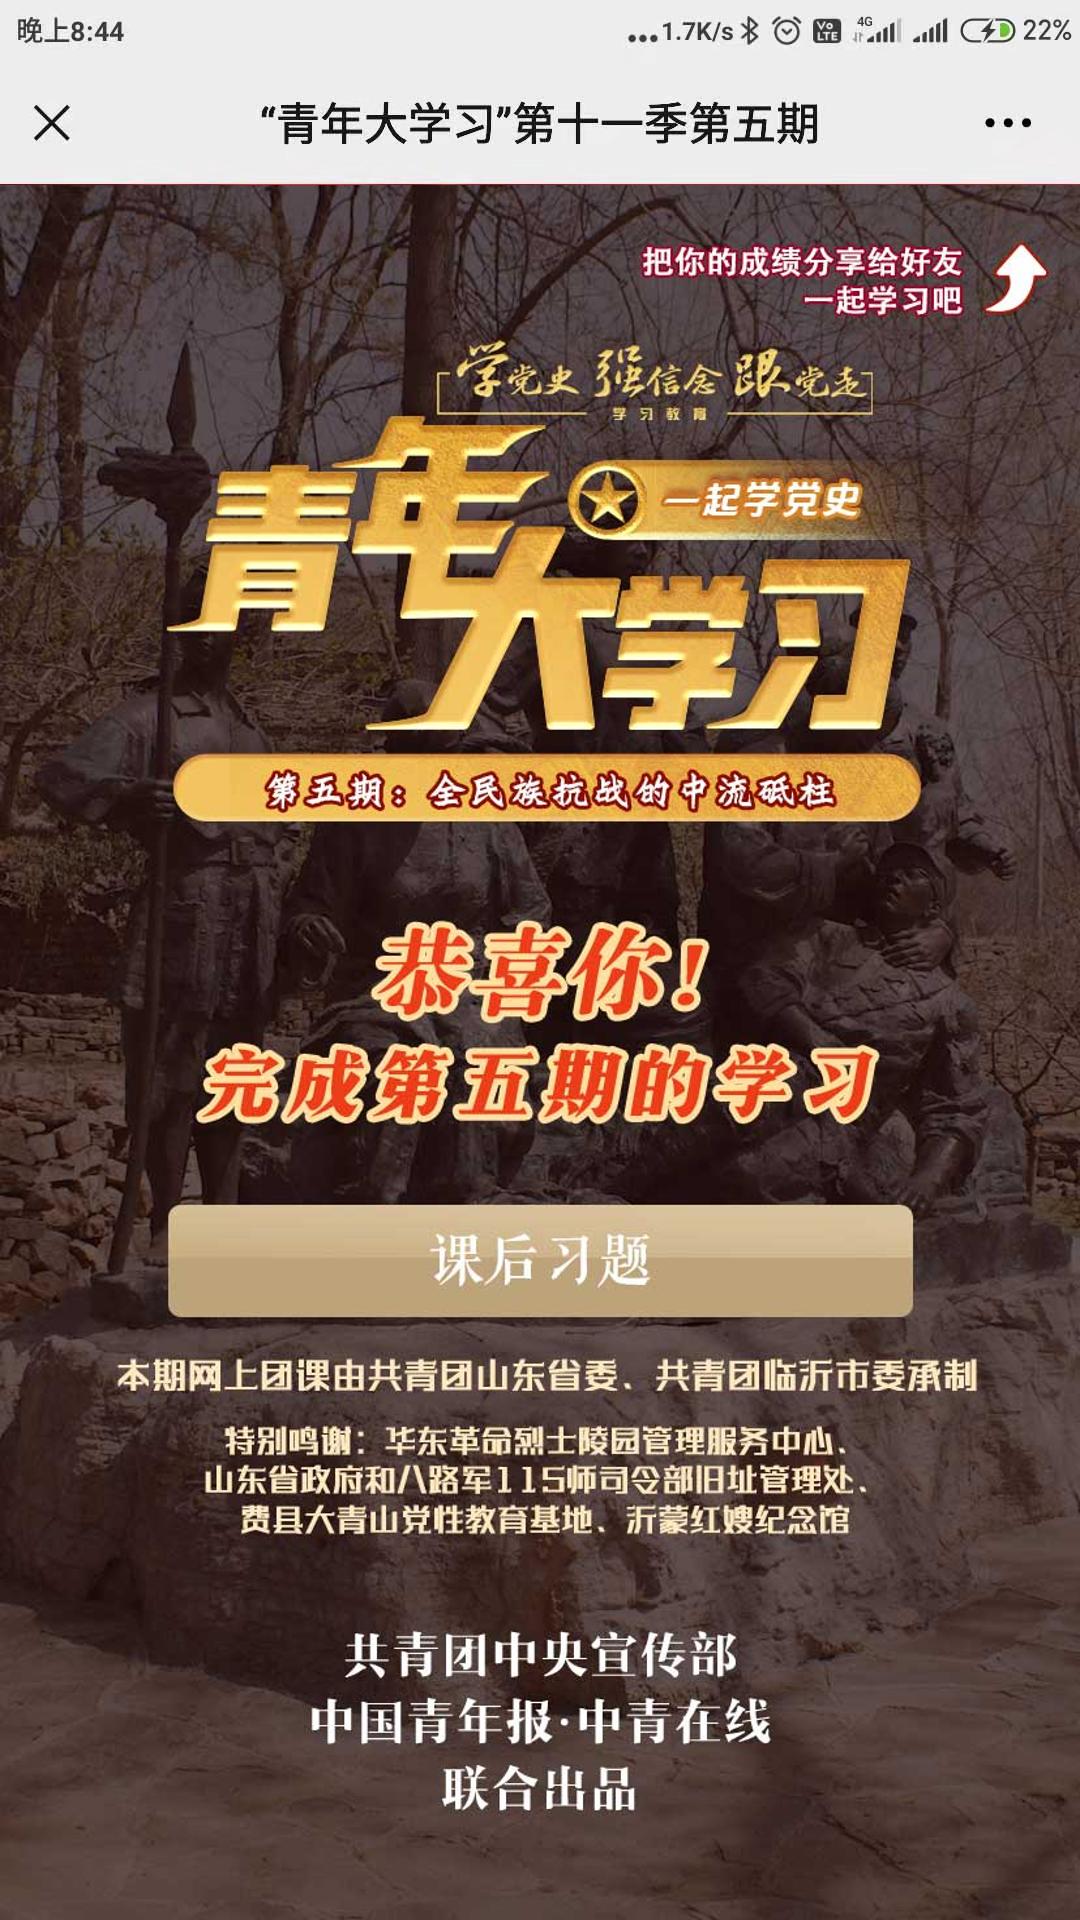 晚上8:44
...1.7K/s
Vo LTE
4G
22%
“青年大学习”第十一季第五期
把你的成绩分享给好友
一起学习吧
学党史 强信念 跟党走
学习教育
青年大学习
一起学党史
第五期：全民族抗战的中流砥柱
恭喜你!
完成第五期的学习
课后习题
本期网上团课由共青团山东省委、共青团临沂市委承制
特别鸣谢：华东革命烈士陵园管理服务中心、
山东省政府和八路军115师司令部旧址管理处、
费县大青山党性教育基地、沂蒙红嫂纪念馆
共青团中央宣传部
中国青年报·中青在线
联合出品